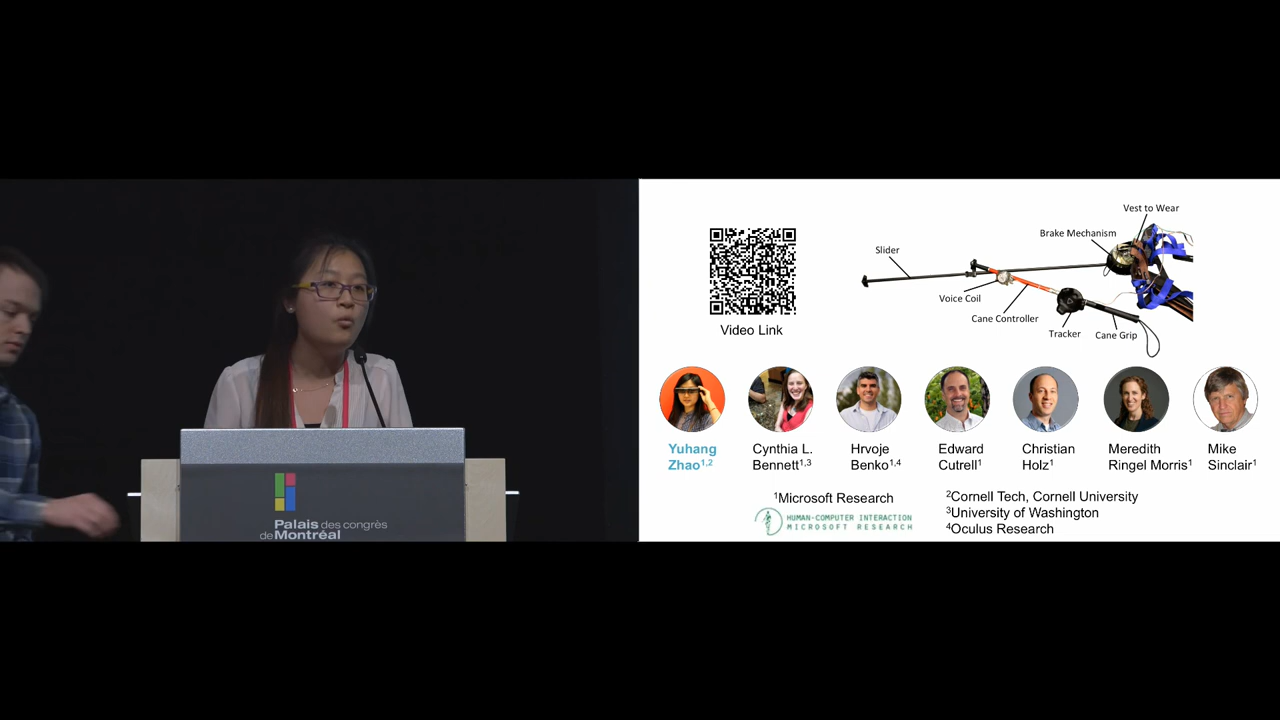 Palais des congrès
de Montréal
Video Link
Vest to Wear
Brake Mechanism
Slider
Voice Coil
Cane Controller
Tracker
Cane Grip
Yuhang
Zhao1,2
Cynthia L.
Bennett1,3
Hrvoje
Benko1,4
Edward
Cutrell1
Christian
Holz1
Meredith
Ringel Morris1
Mike
Sinclair1
1Microsoft Research
HUMAN-COMPUTER INTERACTION
MICROSOFT RESEARCH
2Cornell Tech, Cornell University
3University of Washington
4Oculus Research